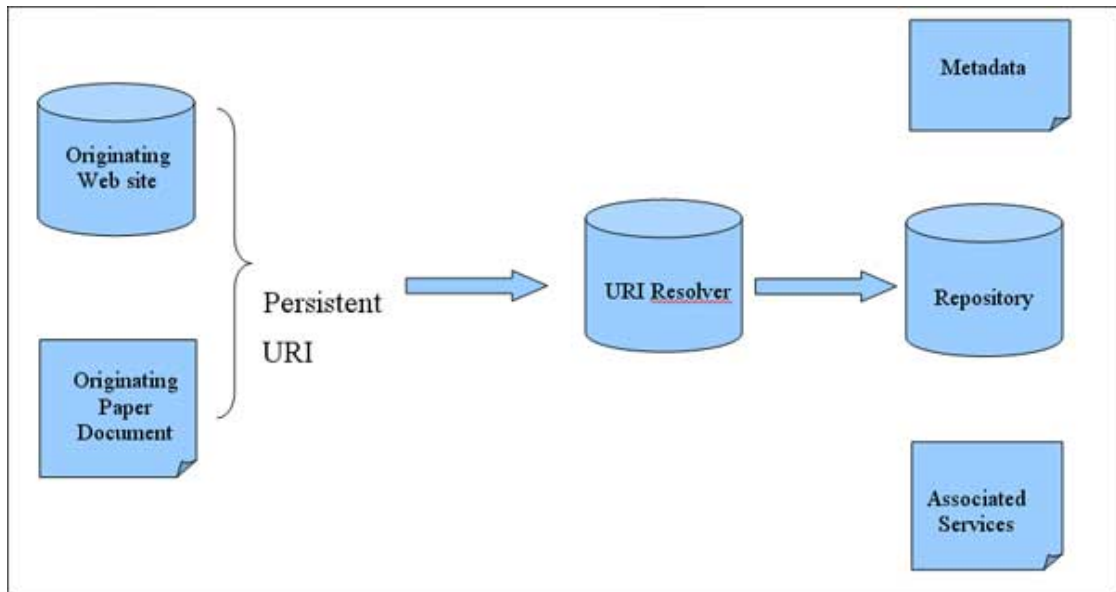 Originating
Web site
Originating
Paper
Document
Persistent
URI
URI Resolver
Metadata
Repository
Associated
Services